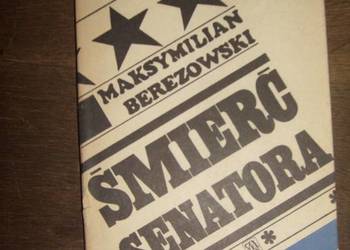 MAKSYMILIAN
BEREZOWSKI
ŚMIERĆ
SENATORA